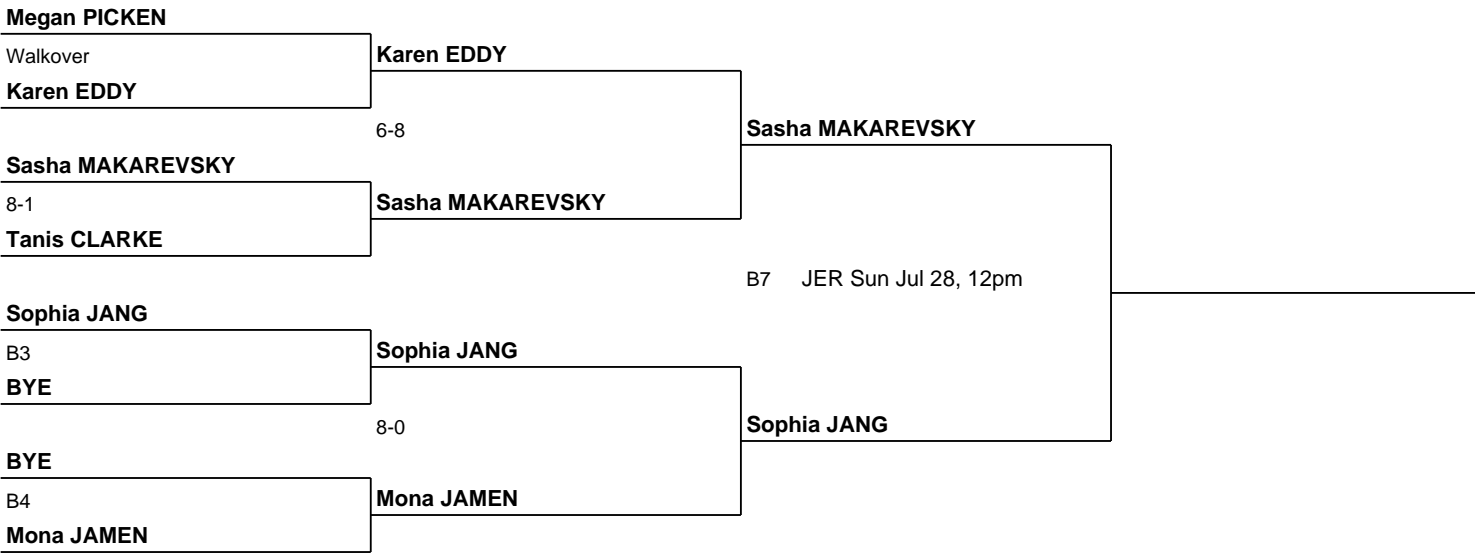 Megan PICKEN
Walkover
Karen EDDY
Karen EDDY
6-8
Sasha MAKAREVSKY
Sasha MAKAREVSKY
8-1
Sasha MAKAREVSKY
Tanis CLARKE
B7 JER Sun Jul 28, 12pm
Sophia JANG
B3
Sophia JANG
BYE
8-0
Sophia JANG
BYE
B4
Mona JAMEN
Mona JAMEN